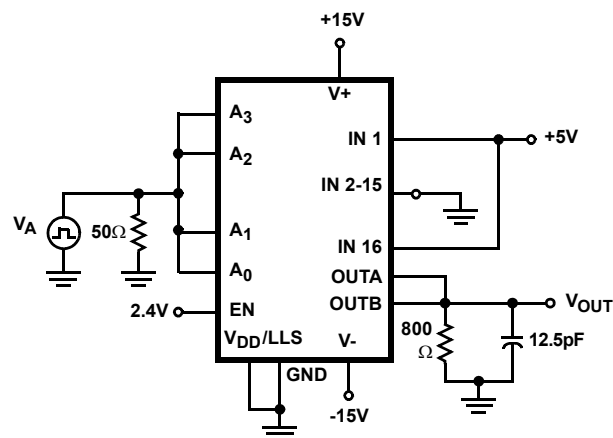 +15V
V+
A3
A2
A1
A0
EN
VDD/LLS
GND
V-
IN 1
IN 2-15
IN 16
OUTA
OUTB
+5V
VA
50Ω
2.4V
-15V
800
Ω
12.5pF
VOUT